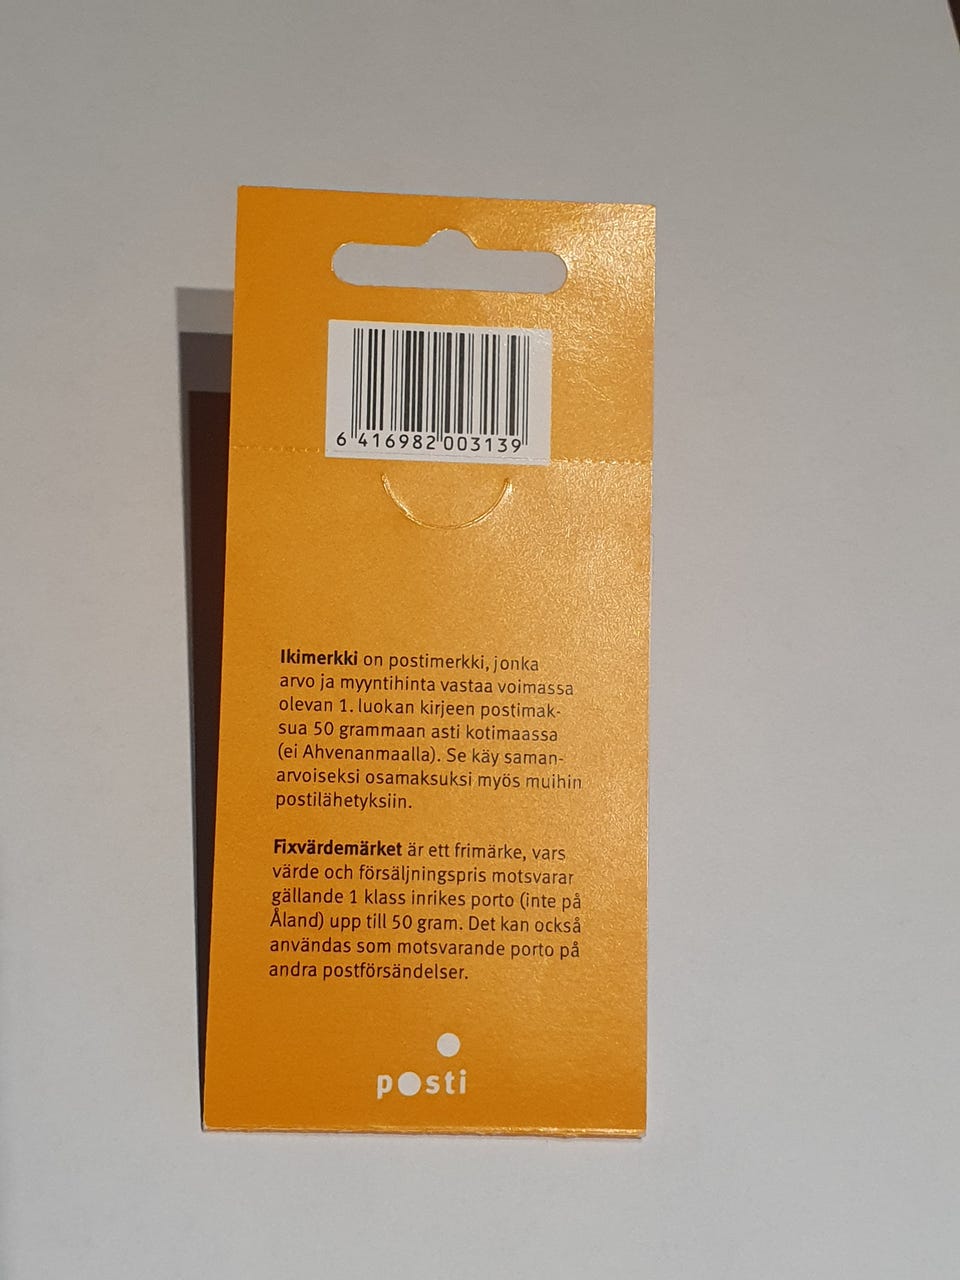 6 416982 003139
Ikimerkki on postimerkki, jonka
arvo ja myyntihinta vastaa voimassa
olevan 1. luokan kirjeen postimak-
sua 50 grammaan asti kotimaassa
(ei Ahvenanmaalla). Se käy saman-
arvoiseksi osamaksuksi myös muihin
postilähetyksiin.
Fixvärdemärket är ett frimärke, vars
värde och försäljningspris motsvarar
gällande 1 klass inrikes porto (inte på
Åland) upp till 50 gram. Det kan också
användas som motsvarande porto på
andra postförsändelser.
posti